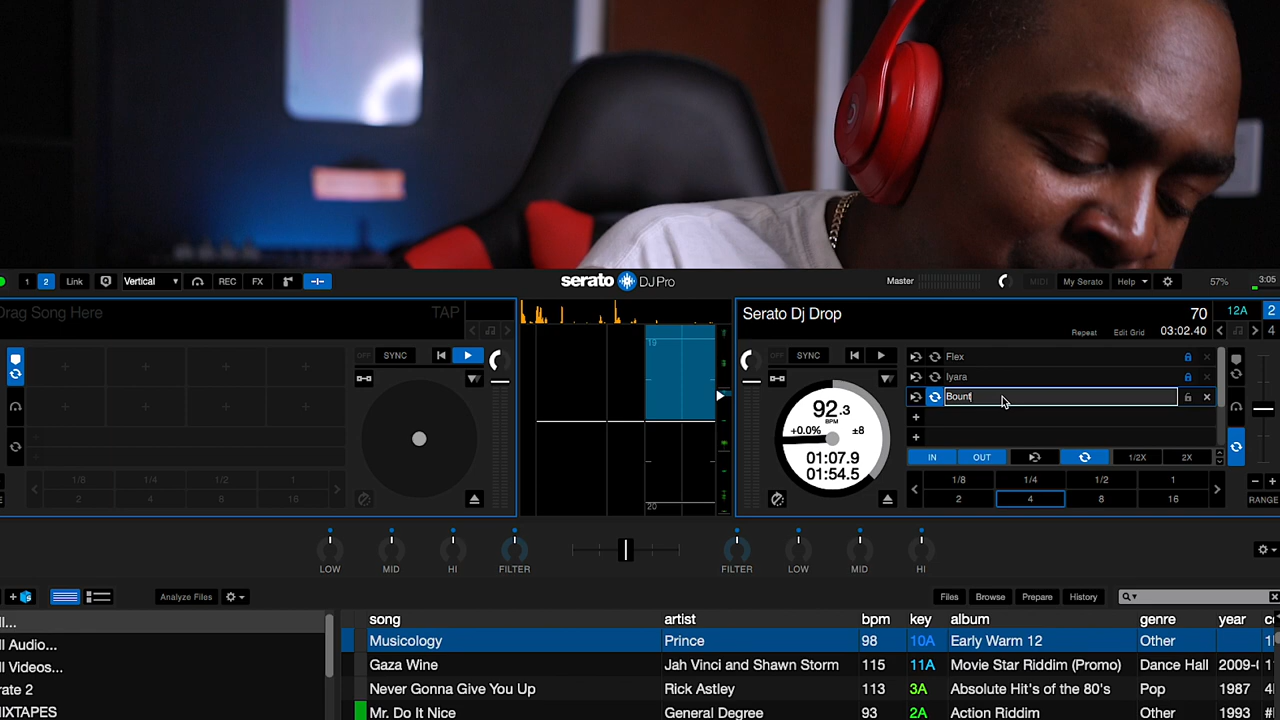 1 2 Link Vertical REC FX serato DJ Pro Master MIDI My Serato Help 57% 3:05
Drag Song Here TAP
OFF SYNC
19
20
Serato Dj Drop 70 12A 2
Repeat Edit Grid 03:02.40 4
OFF SYNC
92.3
BPM
+0.0% ±8
01:07.9
01:54.5
Flex
Iyara
Bount
IN OUT 1/2X 2X
1/8 1/4 1/2 1
2 4 8 16
1/8 1/4 1/2 1
2 4 8 16
RANGE
LOW MID HI FILTER FILTER LOW MID HI
Analyze Files Files Browse Prepare History
song artist bpm key album genre year
ll...
ll Audio...
ll Videos...
rate 2
MIXTAPES
Musicology Prince 98 10A Early Warm 12 Other
Gaza Wine Jah Vinci and Shawn Storm 115 11A Movie Star Riddim (Promo) Dance Hall 2009-
Never Gonna Give You Up Rick Astley 113 3A Absolute Hit's of the 80's Pop 1987
Mr. Do It Nice General Degree 93 2A Action Riddim Other 1993